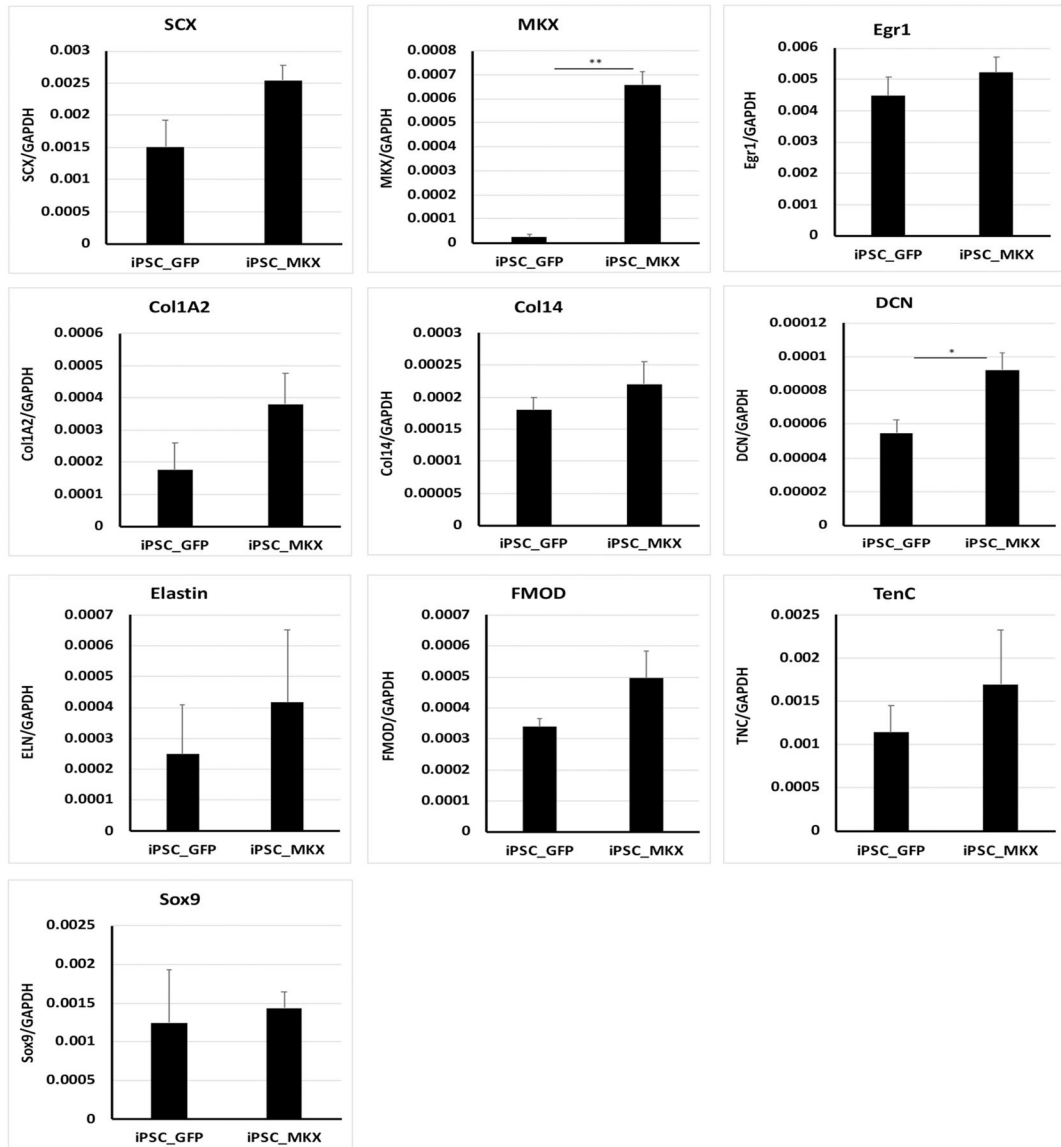 SCX
0.003
0.0025
0.002
0.0015
0.001
0.0005
0
SCX/GAPDH
iPSC_GFP iPSC_MKX
MKX
0.0008
0.0007
0.0006
0.0005
0.0004
0.0003
0.0002
0.0001
0
MKX/GAPDH
**
iPSC_GFP iPSC_MKX
Egr1
0.006
0.005
0.004
0.003
0.002
0.001
0
Egr1/GAPDH
iPSC_GFP iPSC_MKX
Col1A2
0.0006
0.0005
0.0004
0.0003
0.0002
0.0001
0
Col1A2/GAPDH
iPSC_GFP iPSC_MKX
Col14
0.0003
0.00025
0.0002
0.00015
0.0001
0.00005
0
Col14/GAPDH
iPSC_GFP iPSC_MKX
DCN
0.00012
0.0001
0.00008
0.00006
0.00004
0.00002
0
DCN/GAPDH
*
iPSC_GFP iPSC_MKX
Elastin
0.0007
0.0006
0.0005
0.0004
0.0003
0.0002
0.0001
0
ELN/GAPDH
iPSC_GFP iPSC_MKX
FMOD
0.0007
0.0006
0.0005
0.0004
0.0003
0.0002
0.0001
0
FMOD/GAPDH
iPSC_GFP iPSC_MKX
TenC
0.0025
0.002
0.0015
0.001
0.0005
0
TNC/GAPDH
iPSC_GFP iPSC_MKX
Sox9
0.0025
0.002
0.0015
0.001
0.0005
0
Sox9/GAPDH
iPSC_GFP iPSC_MKX